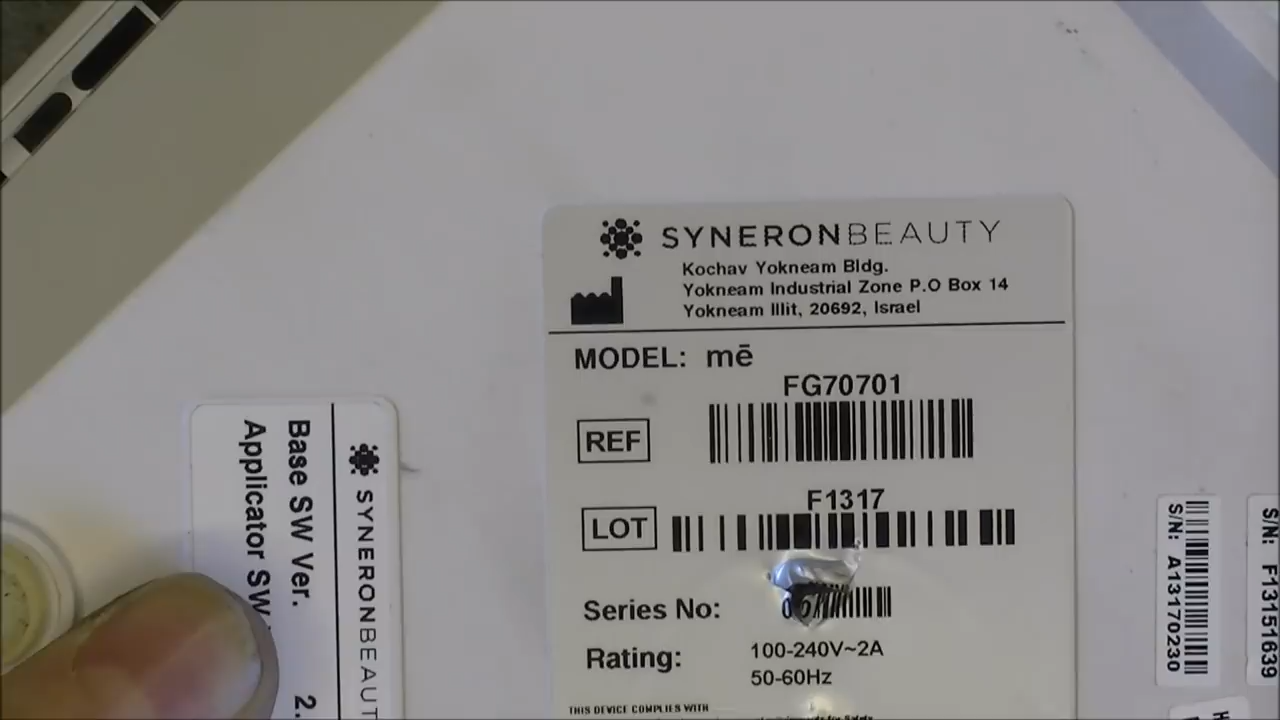 SYNERONBEAUTY
Kochav Yokneam Bldg.
Yokneam Industrial Zone P.O Box 14
Yokneam Illit, 20692, Israel
MODEL: mē
FG70701
REF
F1317
LOT
Series No:
Rating: 100-240V~2A
50-60Hz
THIS DEVICE COMPLIES WITH
for Safety
SYNERONBEAUT
Base SW Ver. 2.
Applicator SW
S/N: A13170230
S/N: F13151639
H